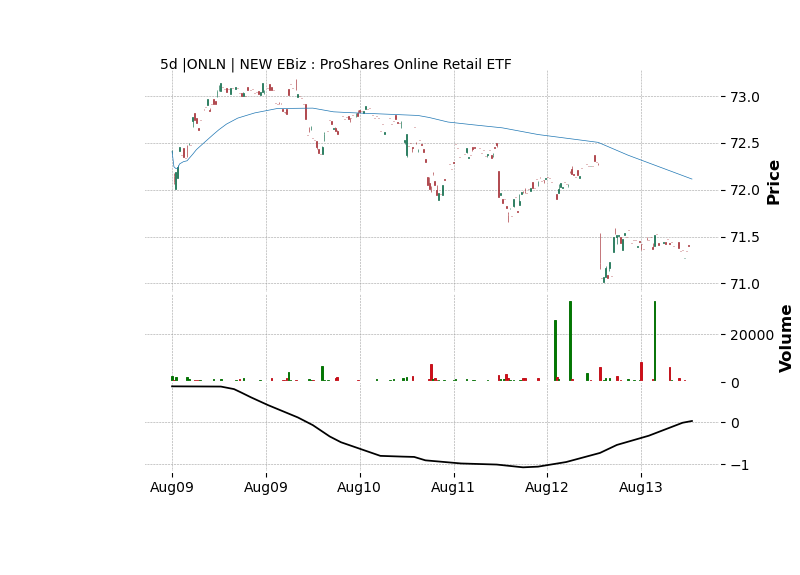 5d |ONLN | NEW EBiz : ProShares Online Retail ETF
73.0
72.5
72.0
71.5
71.0
Price
20000
0
Volume
0
−1
Aug09 Aug09 Aug10 Aug11 Aug12 Aug13